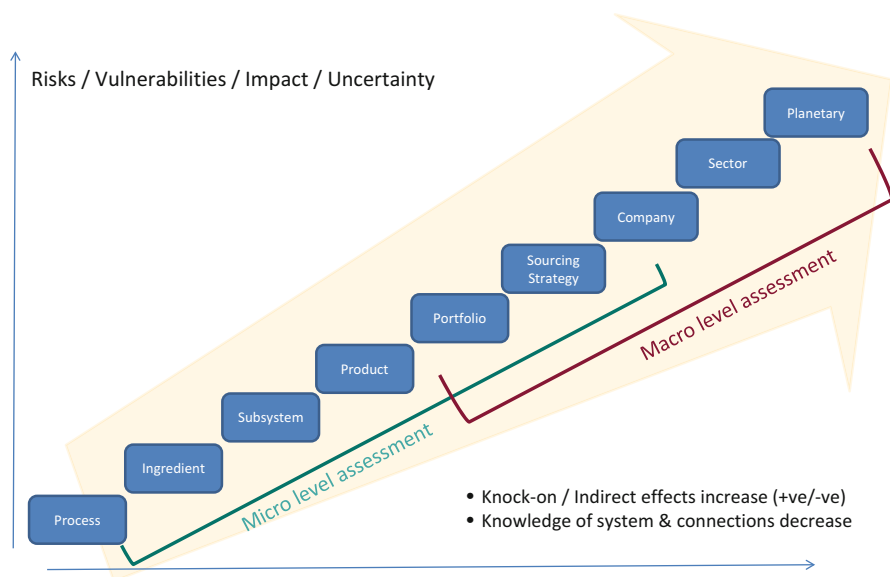 Risks / Vulnerabilities / Impact / Uncertainty
Planetary
Sector
Company
Sourcing
Strategy
Portfolio
Product
Subsystem
Ingredient
Process
Micro level assessment
Macro level assessment
• Knock-on / Indirect effects increase (+ve/-ve)
• Knowledge of system & connections decrease